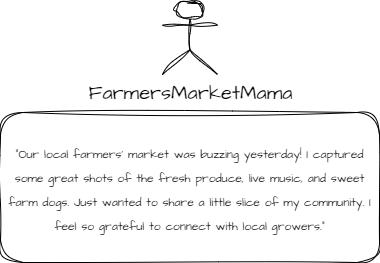 FarmersMarketMama
"Our local farmers' market was buzzing yesterday! I captured
some great shots of the fresh produce, live music, and sweet
farm dogs. Just wanted to share a little slice of my community. I
feel so grateful to connect with local growers."